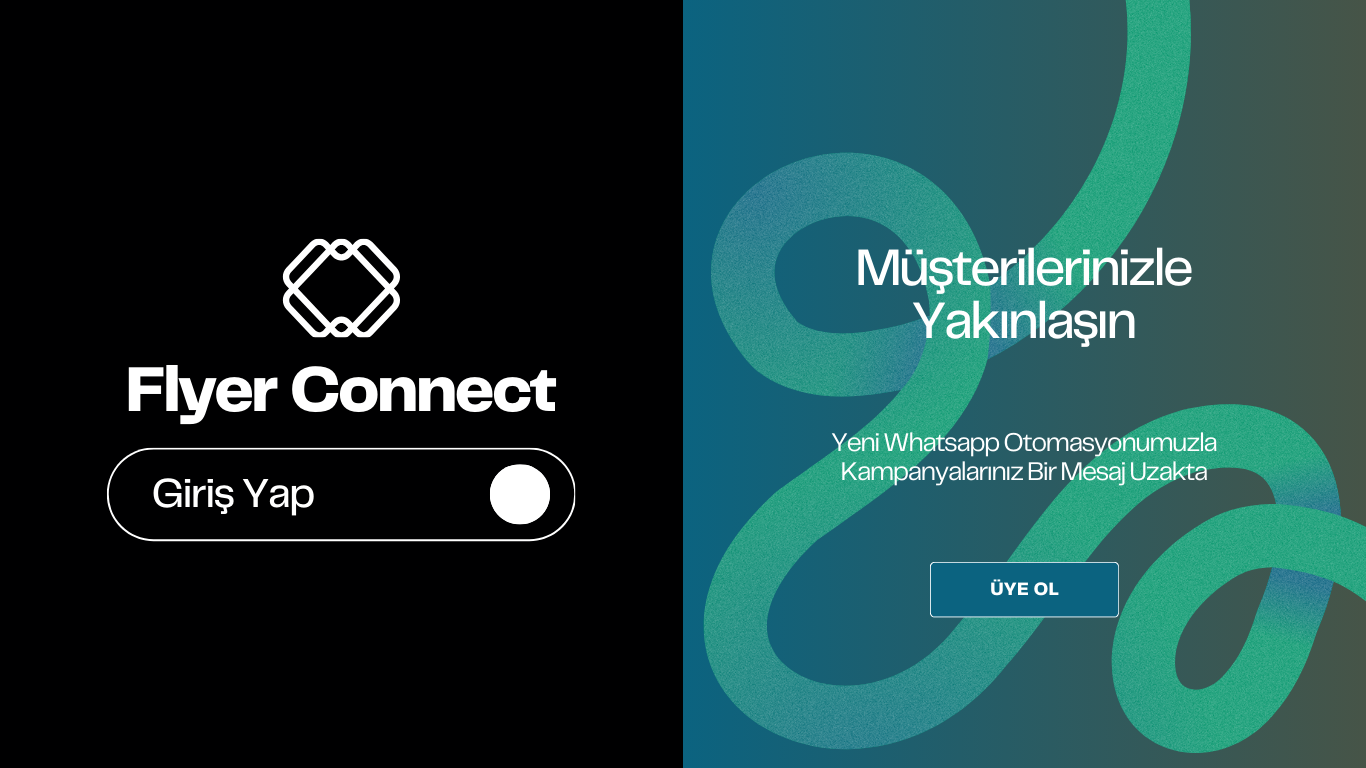 Flyer Connect
Giriş Yap
Müşterilerinizle
Yakınlaşın
Yeni Whatsapp Otomasyonumuzla
Kampanyalarınız Bir Mesaj Uzakta
ÜYE OL